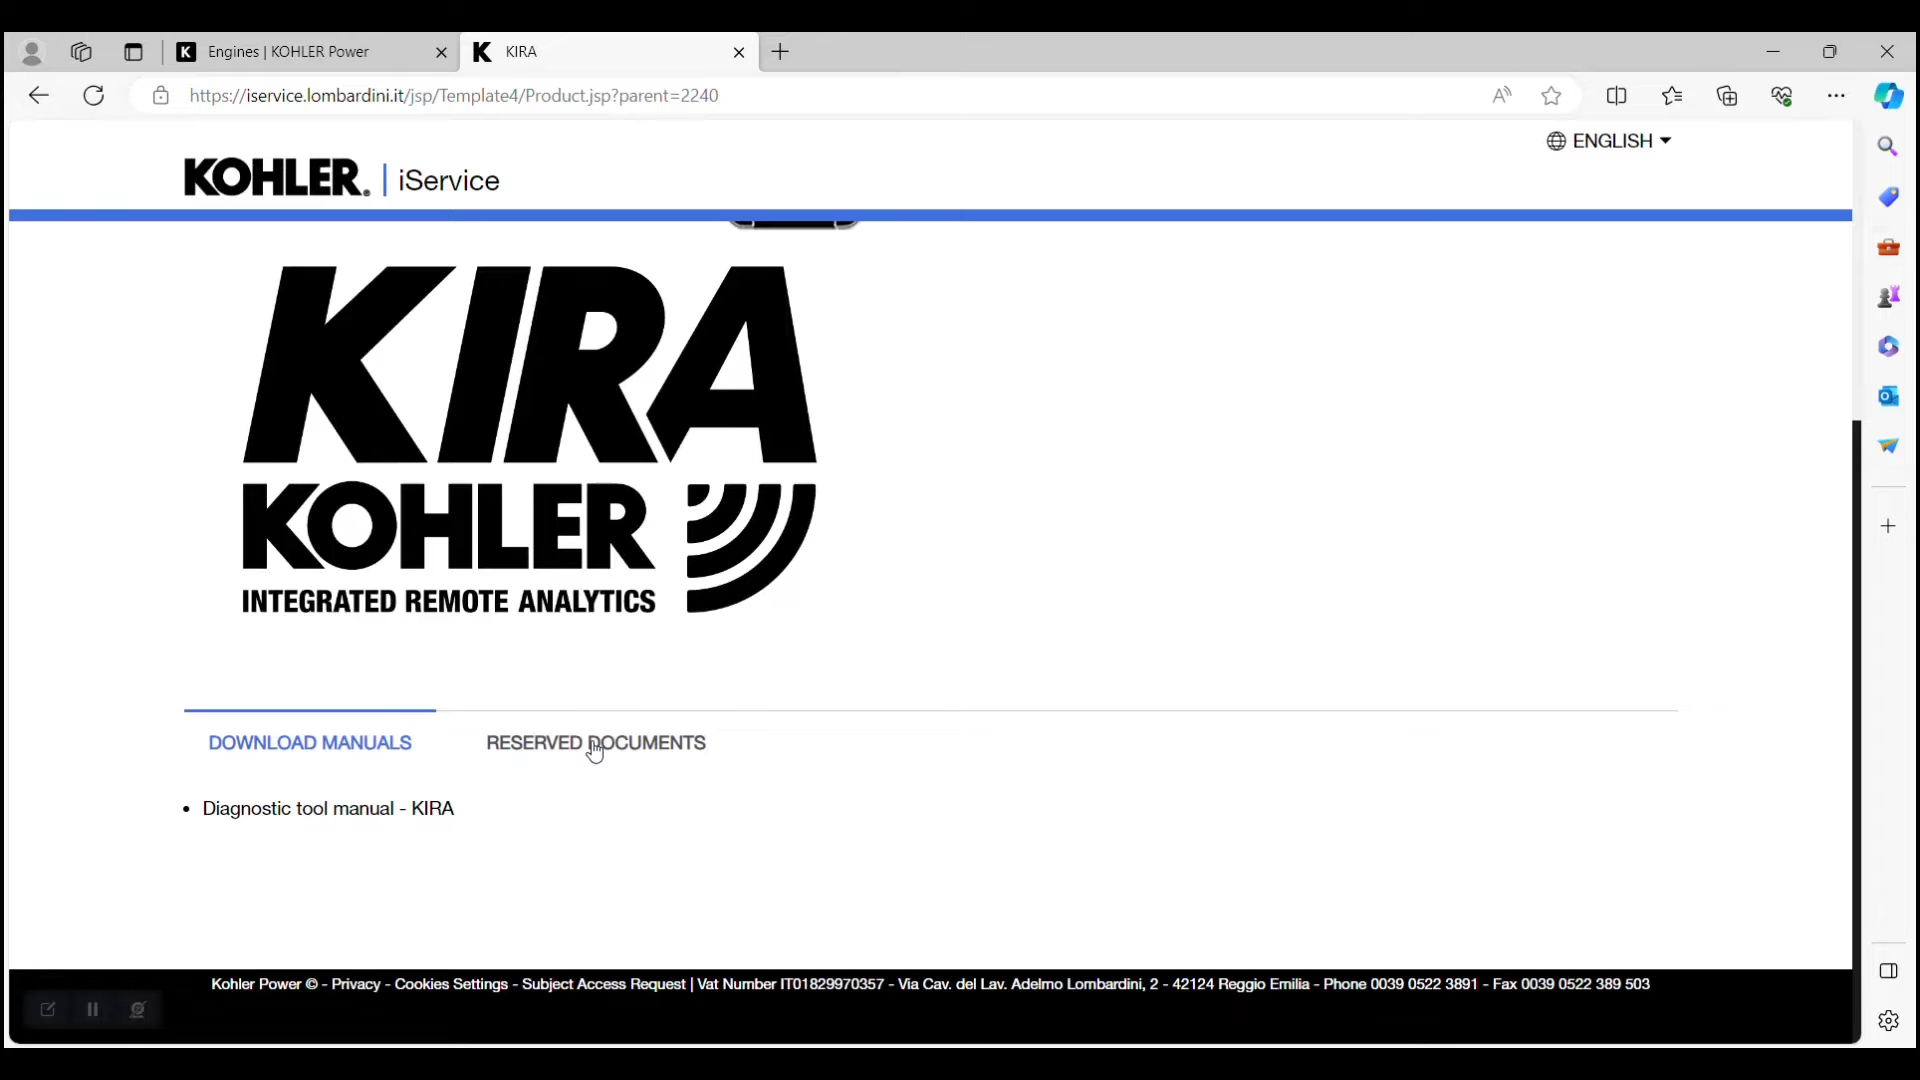 Engines | KOHLER Power
KIRA
https://iservice.lombardini.it/jsp/Template4/Product.jsp?parent=2240
ENGLISH
KOHLER. | iService
KIRA
KOHLER
INTEGRATED REMOTE ANALYTICS
DOWNLOAD MANUALS
RESERVED DOCUMENTS
• Diagnostic tool manual - KIRA
Kohler Power © - Privacy - Cookies Settings - Subject Access Request | Vat Number IT01829970357 - Via Cav. del Lav. Adelmo Lombardini, 2 - 42124 Reggio Emilia - Phone 0039 0522 3891 - Fax 0039 0522 389 503